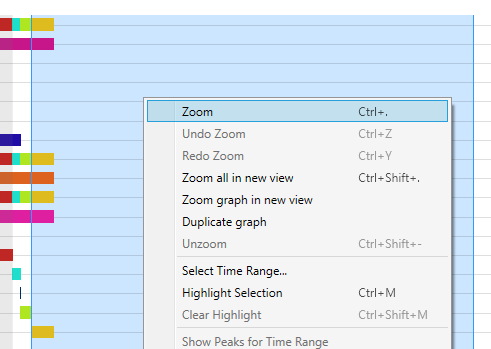 Zoom Ctrl+.
Undo Zoom Ctrl+Z
Redo Zoom Ctrl+Y
Zoom all in new view Ctrl+Shift+.
Zoom graph in new view
Duplicate graph
Unzoom Ctrl+Shift+-
Select Time Range...
Highlight Selection Ctrl+M
Clear Highlight Ctrl+Shift+M
Show Peaks for Time Range